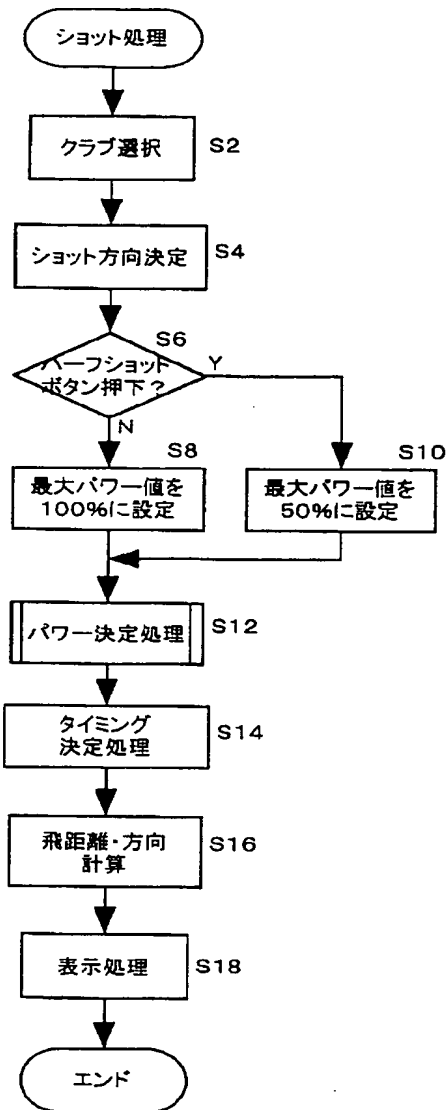 ショット処理
クラブ選択
S2
ショット方向決定
S4
S6
ハーフショット
ボタン押下？
Y
N
S8
最大パワー値を
100%に設定
S10
最大パワー値を
50%に設定
パワー決定処理
S12
タイミング
決定処理
S14
飛距離・方向
計算
S16
表示処理
S18
エンド